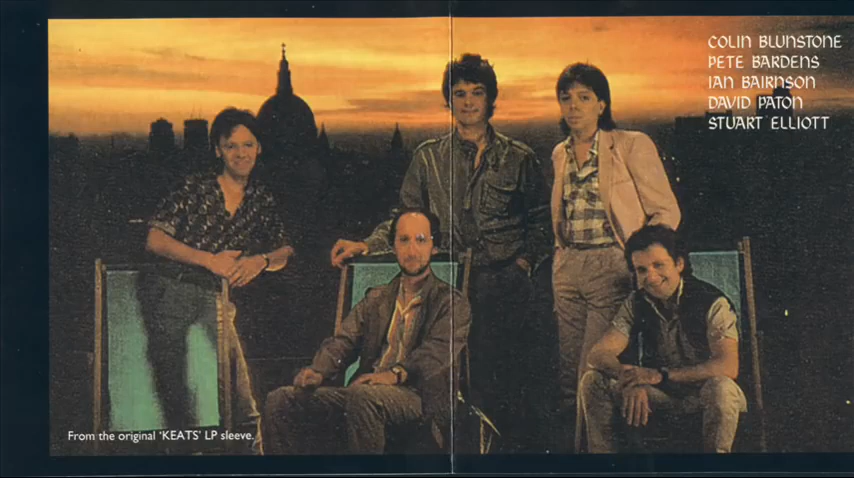 COLIN BLUNSTONE
PETE BARDENS
IAN BAIRNSON
DAVID PATON
STUART ELLIOTT
From the original 'KEATS' LP sleeve.